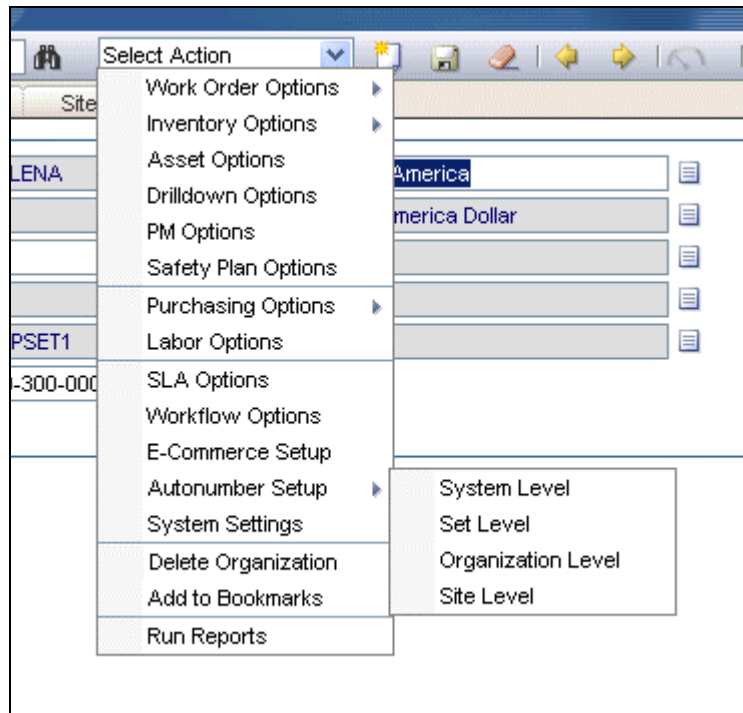 Select Action
Work Order Options
Site
Inventory Options
Asset Options
LENA
America
Drilldown Options
merica Dollar
PM Options
Safety Plan Options
Purchasing Options
PSET1
Labor Options
SLA Options
-300-000
Workflow Options
E-Commerce Setup
Autonumber Setup
System Level
System Settings
Set Level
Delete Organization
Organization Level
Add to Bookmarks
Site Level
Run Reports